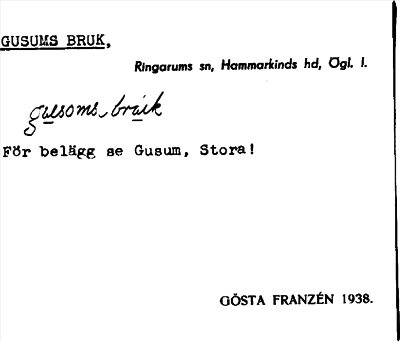 GUSUMS BRUK,
Ringarums sn, Hammarkinds hd, Ögl. l.
gusoms bruk
För belägg se Gusum, Stora!
GÖSTA FRANZÉN 1938.